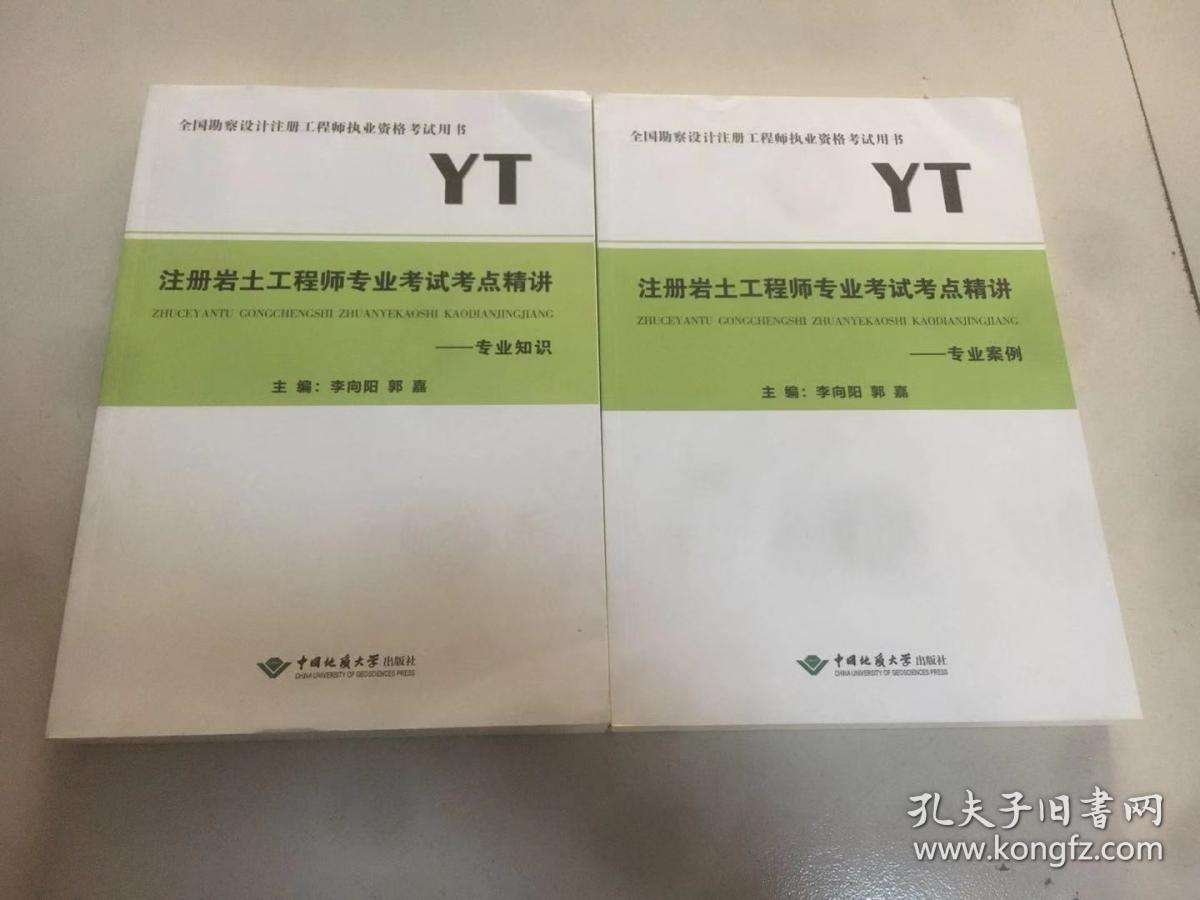 全国勘察设计注册工程师执业资格考试用书
YT
注册岩土工程师专业考试考点精讲
ZHUCEYANTU GONGCHENGSHI ZHUANYEKAOSHI KAODIANJINGJIANG
——专业知识
主 编：李向阳 郭 嘉
中国地质大学出版社
CHINA UNIVERSITY OF GEOSCIENCES PRESS
全国勘察设计注册工程师执业资格考试用书
YT
注册岩土工程师专业考试考点精讲
ZHUCEYANTU GONGCHENGSHI ZHUANYEKAOSHI KAODIANJINGJIANG
——专业案例
主 编：李向阳 郭 嘉
中国地质大学出版社
CHINA UNIVERSITY OF GEOSCIENCES PRESS
孔夫子旧書网
www.kongfz.com